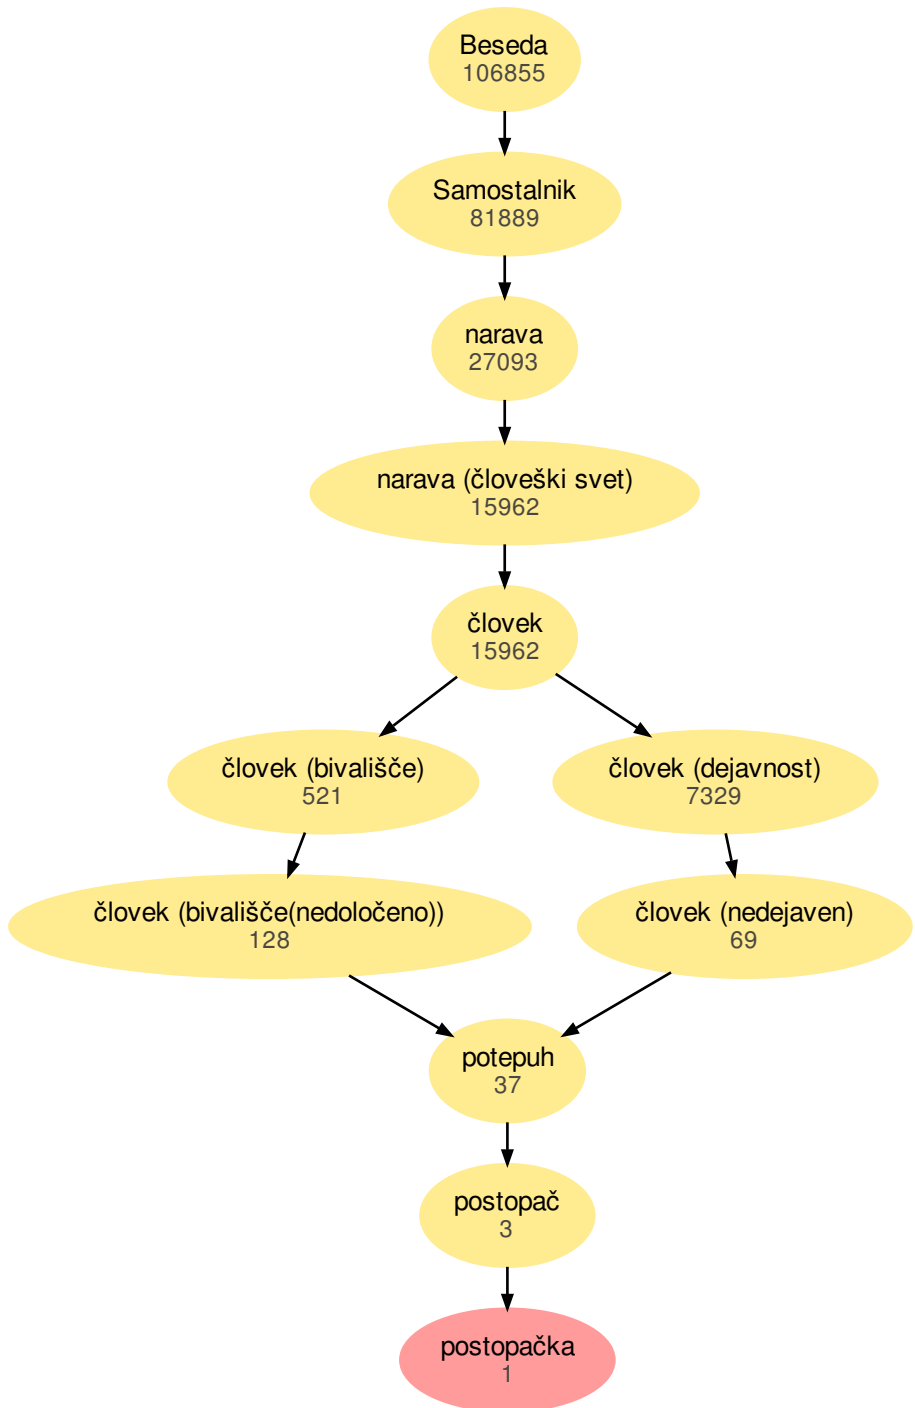 Beseda
106855
Samostalnik
81889
narava
27093
narava (človeški svet)
15962
človek
15962
človek (bivališče)
521
človek (dejavnost)
7329
človek (bivališče(nedoločeno))
128
človek (nedejaven)
69
potepuh
37
postopač
3
postopačka
1